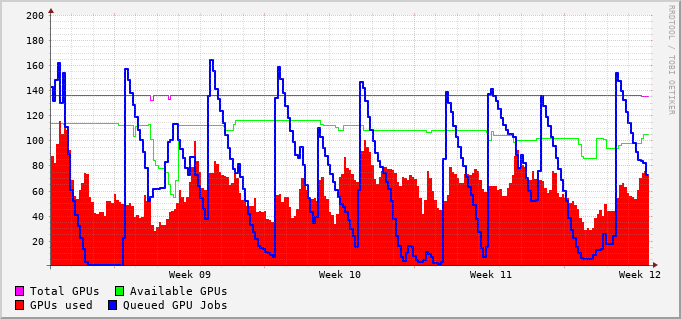 200
180
160
140
120
100
80
60
40
20
Week 09 Week 10 Week 11 Week 12
Total GPUs Available GPUs
GPUs used Queued GPU Jobs
RRDTOOL / TOBI OETIKER